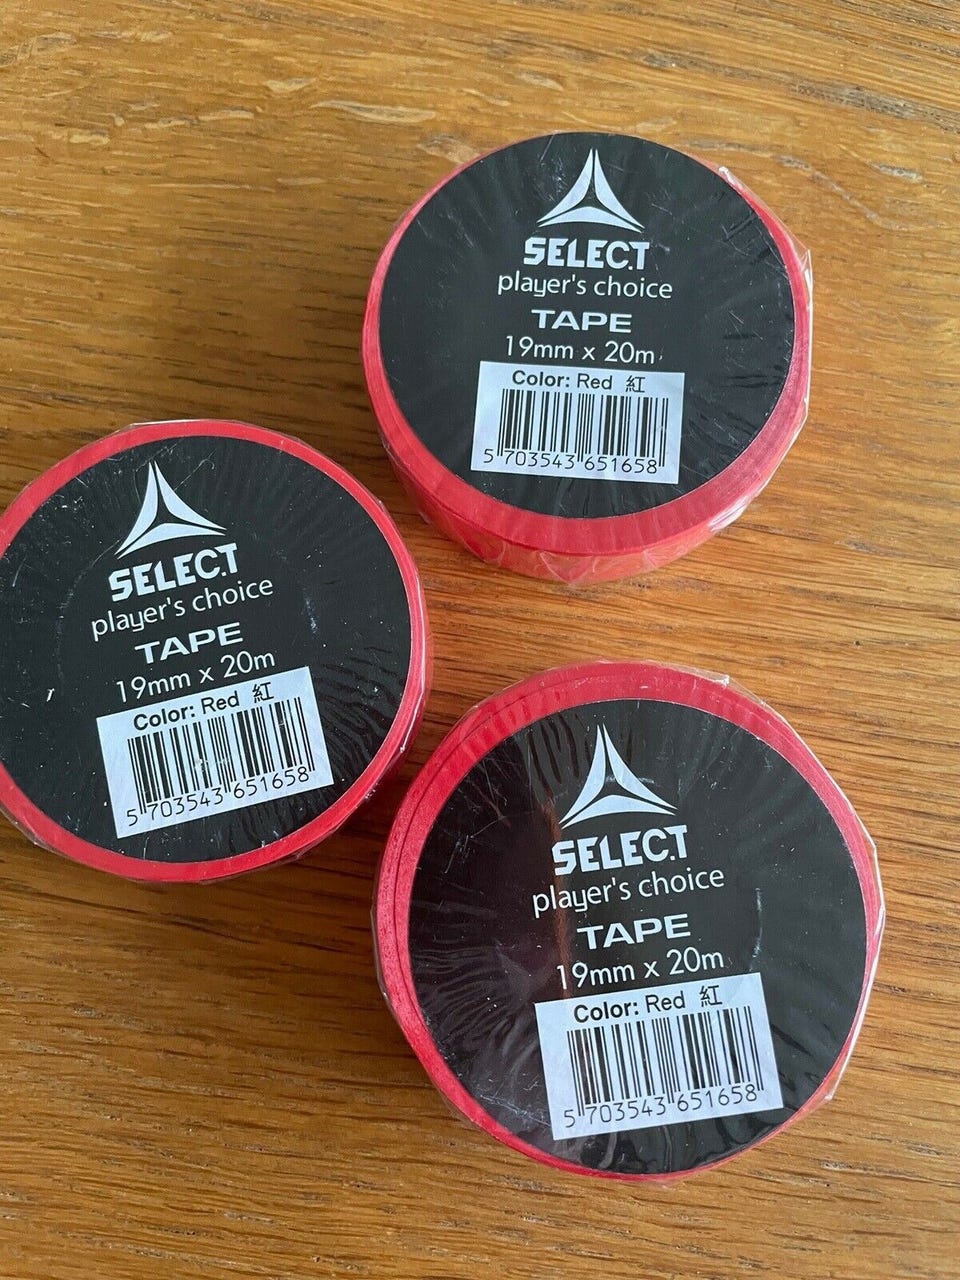 SELECT
player's choice
TAPE
19mm x 20m
Color: Red 紅
5 703543 651658
SELECT
player's choice
TAPE
19mm x 20m
Color: Red 紅
5 703543 651658
SELECT
player's choice
TAPE
19mm x 20m
Color: Red 紅
5 703543 651658